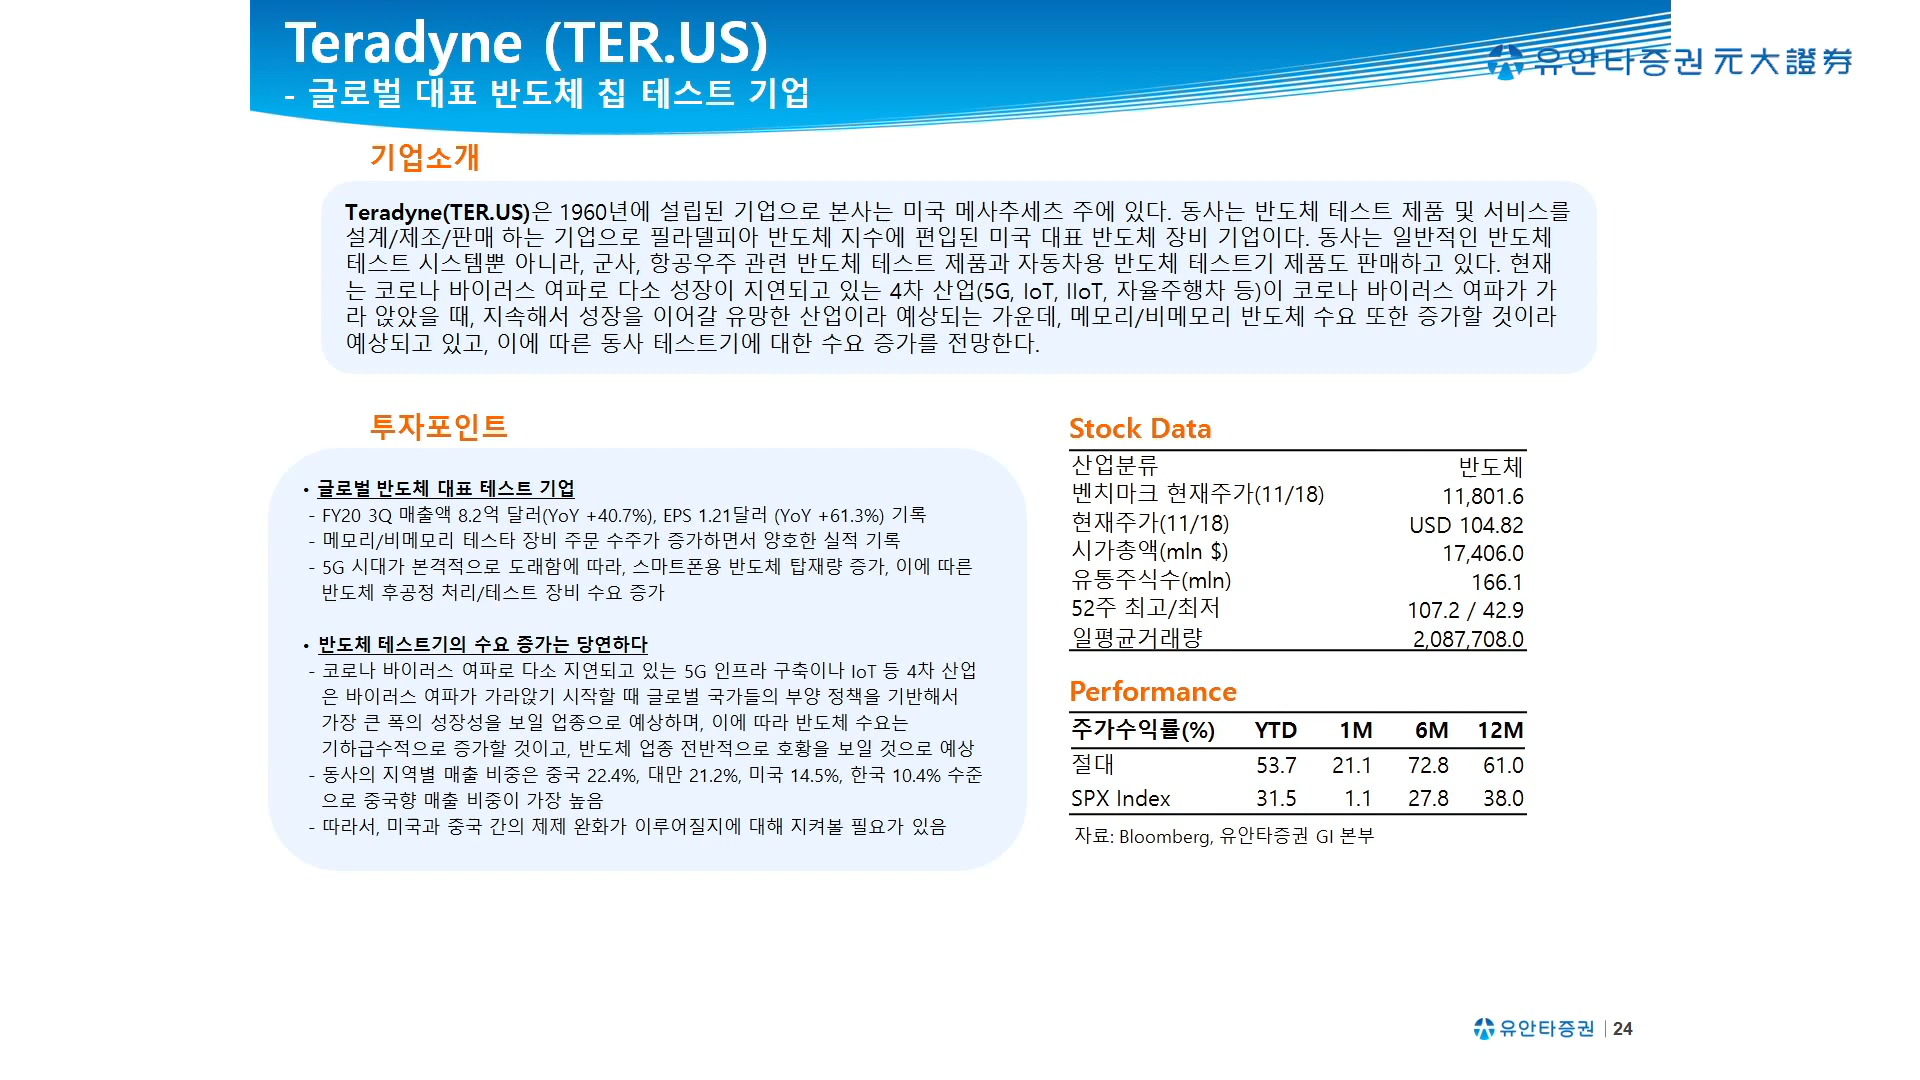 Teradyne (TER.US)
- 글로벌 대표 반도체 칩 테스트 기업
유안타증권 元大證券
기업소개
Teradyne(TER.US)은 1960년에 설립된 기업으로 본사는 미국 메사추세츠 주에 있다. 동사는 반도체 테스트 제품 및 서비스를
설계/제조/판매 하는 기업으로 필라델피아 반도체 지수에 편입된 미국 대표 반도체 장비 기업이다. 동사는 일반적인 반도체
테스트 시스템뿐 아니라, 군사, 항공우주 관련 반도체 테스트 제품과 자동차용 반도체 테스트기 제품도 판매하고 있다. 현재
는 코로나 바이러스 여파로 다소 성장이 지연되고 있는 4차 산업(5G, IoT, IIoT, 자율주행차 등)이 코로나 바이러스 여파가 가
라 앉았을 때, 지속해서 성장을 이어갈 유망한 산업이라 예상되는 가운데, 메모리/비메모리 반도체 수요 또한 증가할 것이라
예상되고 있고, 이에 따른 동사 테스트기에 대한 수요 증가를 전망한다.
투자포인트
• 글로벌 반도체 대표 테스트 기업
- FY20 3Q 매출액 8.2억 달러(YoY +40.7%), EPS 1.21달러 (YoY +61.3%) 기록
- 메모리/비메모리 테스타 장비 주문 수주가 증가하면서 양호한 실적 기록
- 5G 시대가 본격적으로 도래함에 따라, 스마트폰용 반도체 탑재량 증가, 이에 따른
반도체 후공정 처리/테스트 장비 수요 증가
• 반도체 테스트기의 수요 증가는 당연하다
- 코로나 바이러스 여파로 다소 지연되고 있는 5G 인프라 구축이나 IoT 등 4차 산업
은 바이러스 여파가 가라앉기 시작할 때 글로벌 국가들의 부양 정책을 기반해서
가장 큰 폭의 성장성을 보일 업종으로 예상하며, 이에 따라 반도체 수요는
기하급수적으로 증가할 것이고, 반도체 업종 전반적으로 호황을 보일 것으로 예상
- 동사의 지역별 매출 비중은 중국 22.4%, 대만 21.2%, 미국 14.5%, 한국 10.4% 수준
으로 중국향 매출 비중이 가장 높음
- 따라서, 미국과 중국 간의 제제 완화가 이루어질지에 대해 지켜볼 필요가 있음
Stock Data
산업분류 반도체
벤치마크 현재주가(11/18) 11,801.6
현재주가(11/18) USD 104.82
시가총액(mln $) 17,406.0
유통주식수(mln) 166.1
52주 최고/최저 107.2 / 42.9
일평균거래량 2,087,708.0
Performance
주가수익률(%) YTD 1M 6M 12M
절대 53.7 21.1 72.8 61.0
SPX Index 31.5 1.1 27.8 38.0
자료: Bloomberg, 유안타증권 GI 본부
유안타증권 | 24